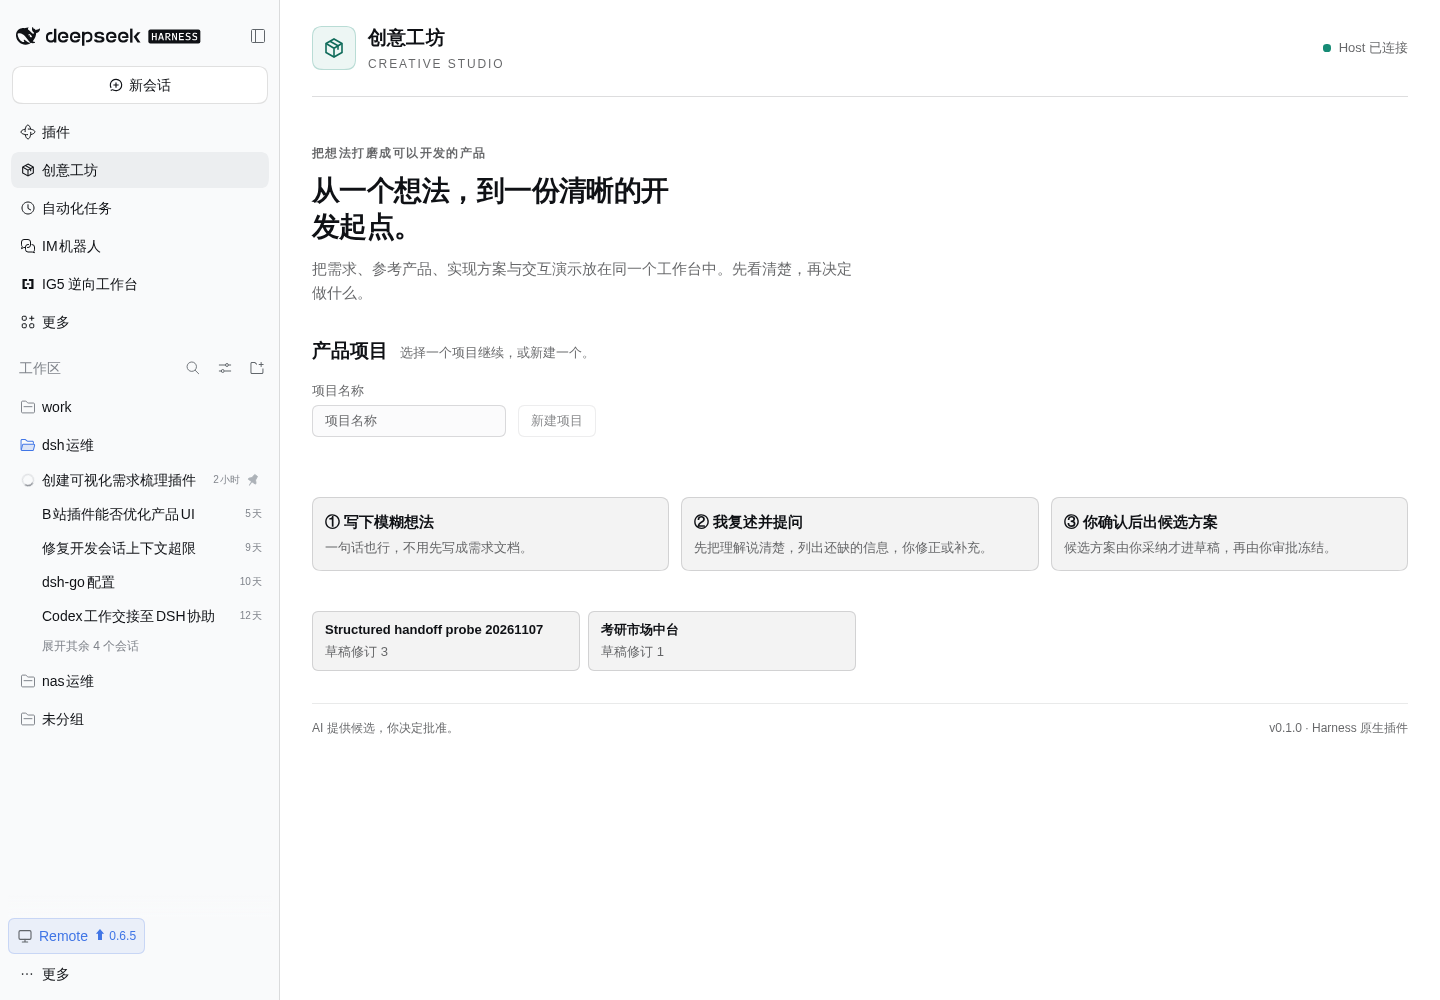 deepseek HARNESS
新会话
插件
创意工坊
自动化任务
IM机器人
IG5 逆向工作台
更多
工作区
work
dsh运维
创建可视化需求梳理插件 2小时
B站插件能否优化产品UI 5天
修复开发会话上下文超限 9天
dsh-go配置 10天
Codex工作交接至DSH协助 12天
展开其余 4 个会话
nas运维
未分组
Remote 0.6.5
更多
创意工坊
CREATIVE STUDIO
Host 已连接
把想法打磨成可以开发的产品
从一个想法，到一份清晰的开
发起点。
把需求、参考产品、实现方案与交互演示放在同一个工作台中。先看清楚，再决定
做什么。
产品项目 选择一个项目继续，或新建一个。
项目名称
项目名称 新建项目
① 写下模糊想法
一句话也行，不用先写成需求文档。
② 我复述并提问
先把理解说清楚，列出还缺的信息，你修正或补充。
③ 你确认后出候选方案
候选方案由你采纳才进草稿，再由你审批冻结。
Structured handoff probe 20261107
草稿修订 3
考研市场中台
草稿修订 1
AI 提供候选，你决定批准。
v0.1.0 · Harness 原生插件